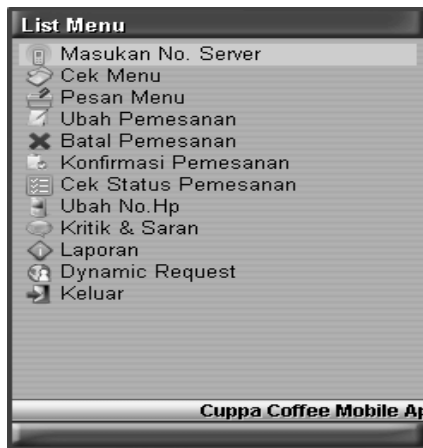 List Menu
Masukan No. Server
Cek Menu
Pesan Menu
Ubah Pemesanan
Batal Pemesanan
Konfirmasi Pemesanan
Cek Status Pemesanan
Ubah No.Hp
Kritik & Saran
Laporan
Dynamic Request
Keluar
Cuppa Coffee Mobile Ap